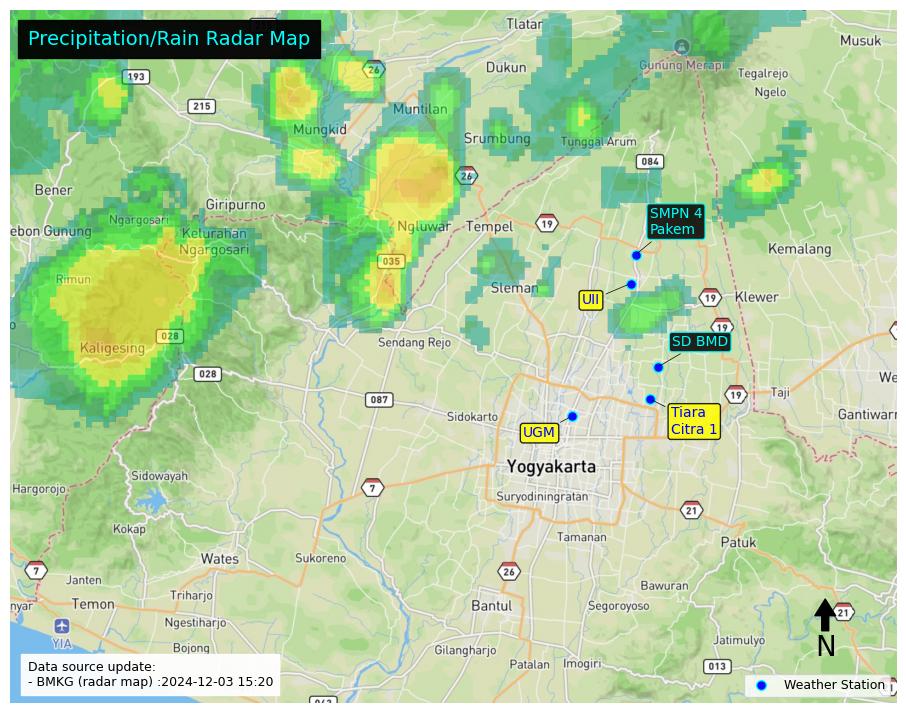 Precipitation/Rain Radar Map
Tlatar
Musuk
26
193
Dukun
Gunung Merapi
Tegalrejo
Ngelo
215
Muntilan
Mungkid
Srumbung
Tunggal Arum
084
26
Bener
Giripurno
Ngargosari
SMPN 4
Pakem
ebon Gunung
Keturahan
Ngargosari
Ngluwar
Tempel
19
Kemalang
035
Rimun
Sleman
UII
19
Klewer
028
19
Kaligesing
Sendang Rejo
SD BMD
028
087
19
Taji
We
Sidokarto
Tiara
Citra 1
Gantiwarn
UGM
Yogyakarta
Sidowayah
7
Hargorojo
Suryodiningratan
21
Kokap
Tamanan
Patuk
Wates
Sukoreno
7
26
Janten
Bawuran
nyar
Temon
Triharjo
Bantul
Segoroyoso
21
Ngestiharjo
YIA
N
Jatimulyo
Bojong
Gilangharjo
Patalan
Imogiri
013
Data source update:
- BMKG (radar map) :2024-12-03 15:20
Weather Station